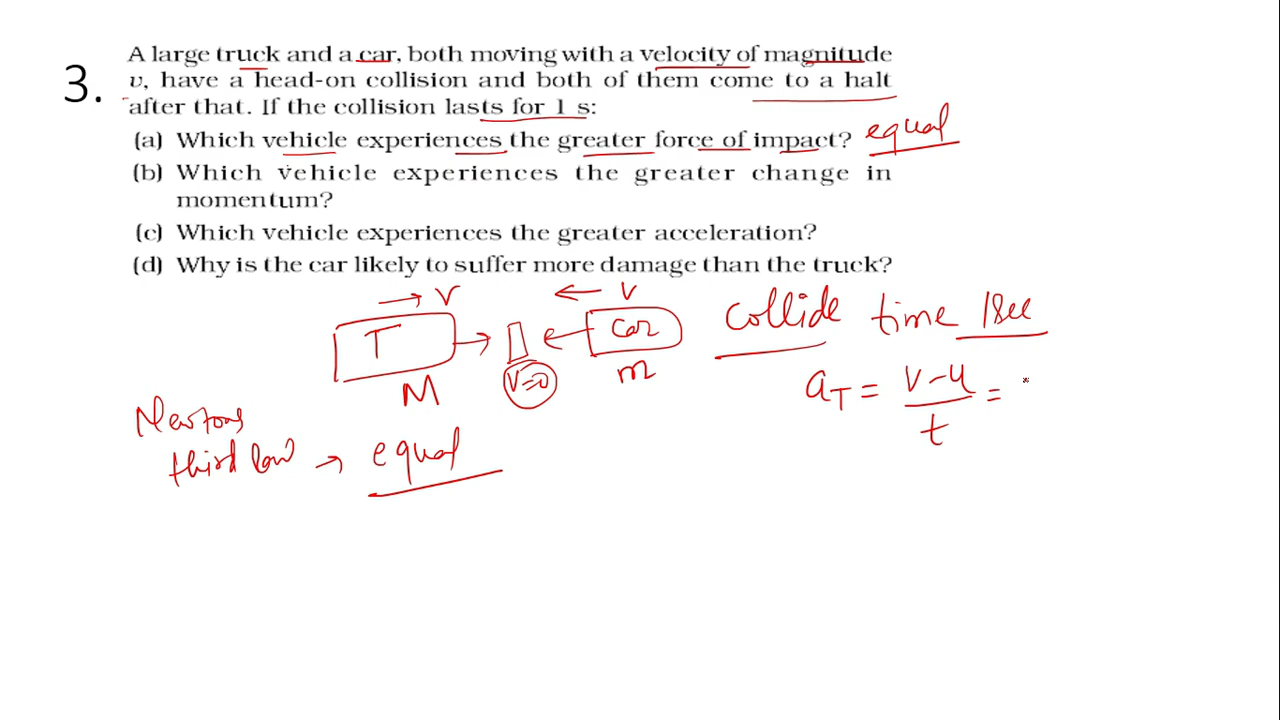 3.
A large truck and a car, both moving with a velocity of magnitude
v, have a head-on collision and both of them come to a halt
after that. If the collision lasts for 1 s:
(a) Which vehicle experiences the greater force of impact? equal
(b) Which vehicle experiences the greater change in
momentum?
(c) Which vehicle experiences the greater acceleration?
(d) Why is the car likely to suffer more damage than the truck?
→ V ← V
T → ← car
M V=0 m
collide time 1sec
a_T = (v-u)/t =
Newtons
third law → equal